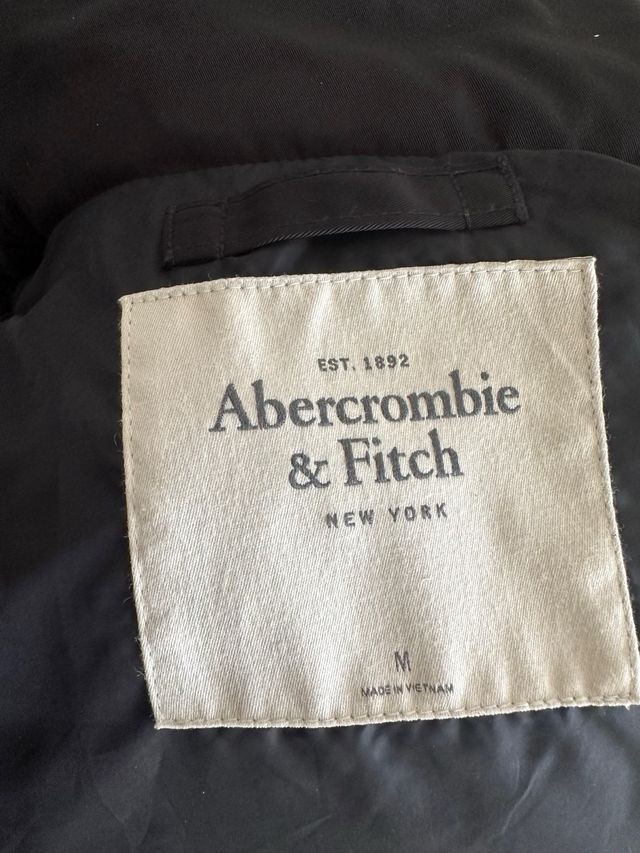 EST. 1892
Abercrombie
& Fitch
NEW YORK
M
MADE IN VIETNAM